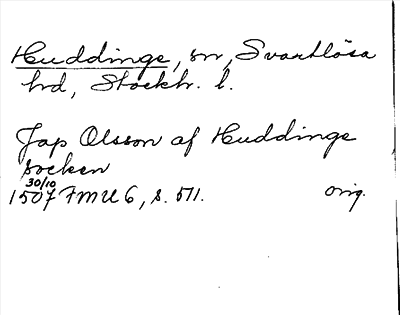 Huddinge, sn, Svartlösa
hd, Stockh. l.
Jap Olsson af Huddinge
socken
30/10
1507 FMU 6, s. 511.
orig.